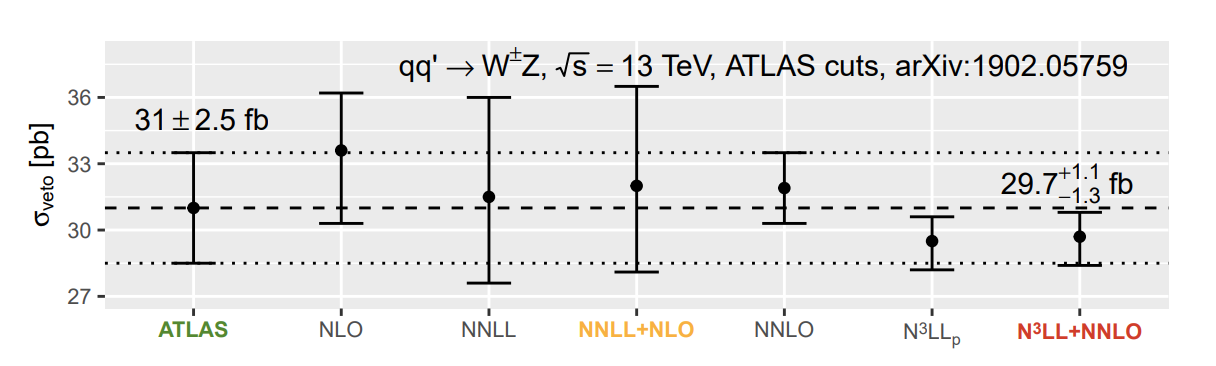 qq' → W±Z, √s = 13 TeV, ATLAS cuts, arXiv:1902.05759
σveto [pb]
36
33
30
27
31 ± 2.5 fb
29.7 +1.1 −1.3 fb
ATLAS NLO NNLL NNLL+NLO NNLO N³LLp N³LL+NNLO